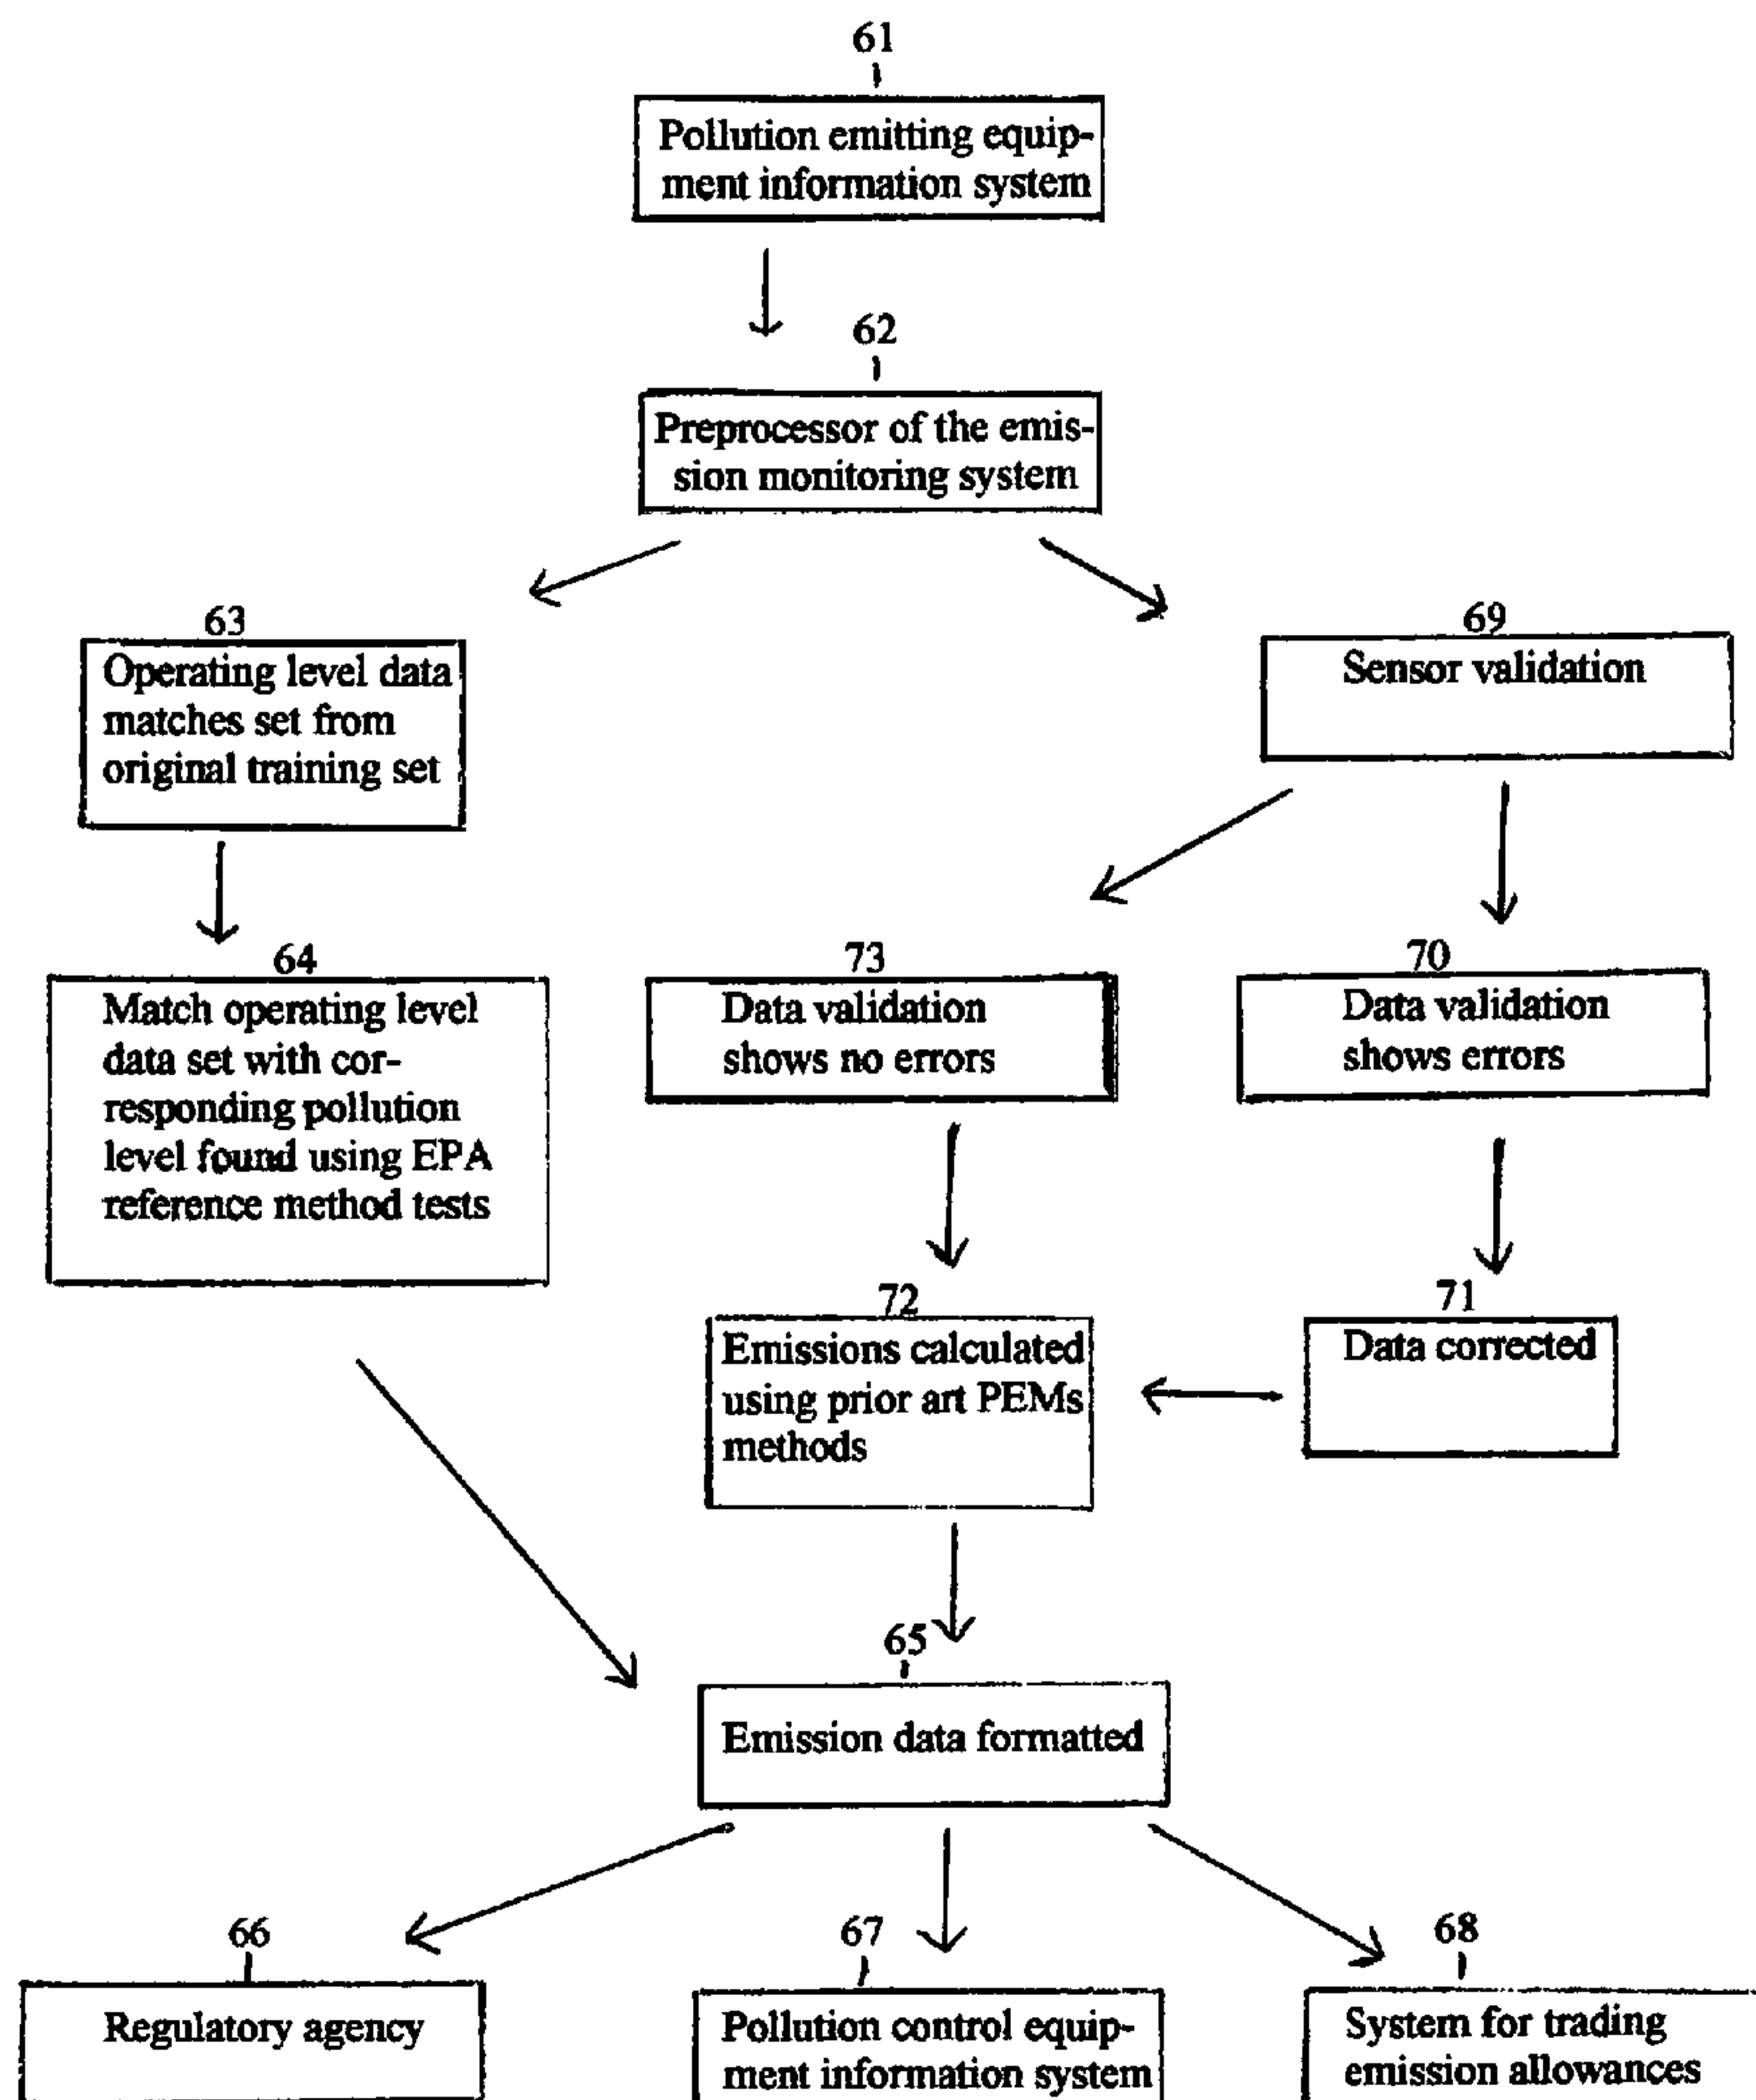 61
Pollution emitting equip-
ment information system
62
Preprocessor of the emis-
sion monitoring system
63
Operating level data
matches set from
original training set
69
Sensor validation
64
Match operating level
data set with cor-
responding pollution
level found using EPA
reference method tests
73
Data validation
shows no errors
70
Data validation
shows errors
72
Emissions calculated
using prior art PEMs
methods
71
Data corrected
65
Emission data formatted
66
Regulatory agency
67
Pollution control equip-
ment information system
68
System for trading
emission allowances